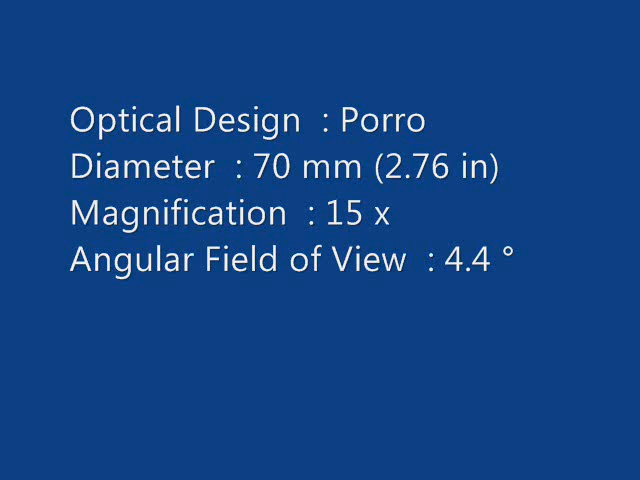 Optical Design  : Porro
Diameter  : 70 mm (2.76 in)
Magnification  : 15 x
Angular Field of View  : 4.4 °